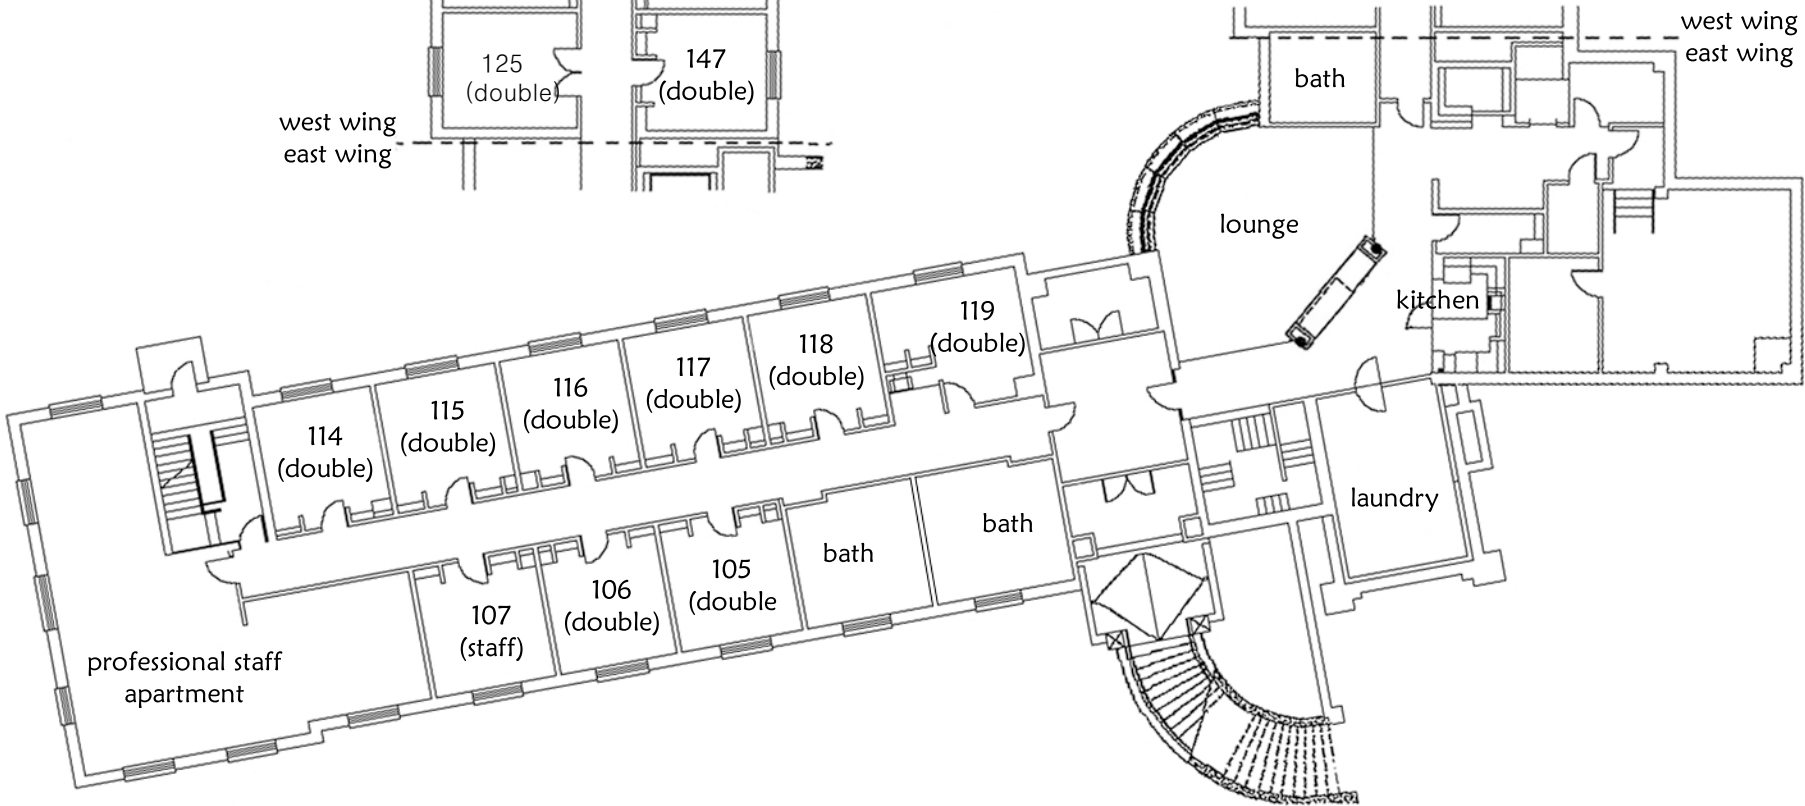 125
(double)
147
(double)
west wing
east wing
west wing
east wing
bath
lounge
kitchen
119
(double)
118
(double)
117
(double)
116
(double)
115
(double)
114
(double)
laundry
bath
bath
105
(double
106
(double)
107
(staff)
professional staff
apartment